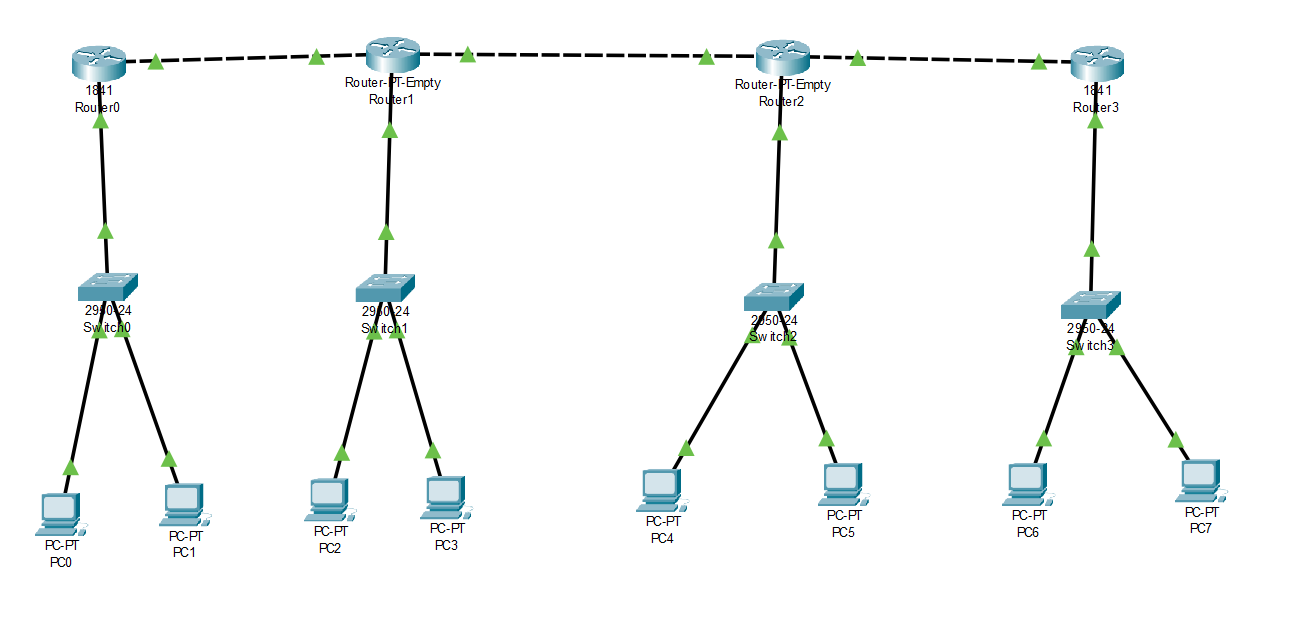 1841
Router0
Router-PT-Empty
Router1
Router-PT-Empty
Router2
1841
Router3
2950-24
Switch0
2950-24
Switch1
2950-24
Switch2
2950-24
Switch3
PC-PT
PC0
PC-PT
PC1
PC-PT
PC2
PC-PT
PC3
PC-PT
PC4
PC-PT
PC5
PC-PT
PC6
PC-PT
PC7